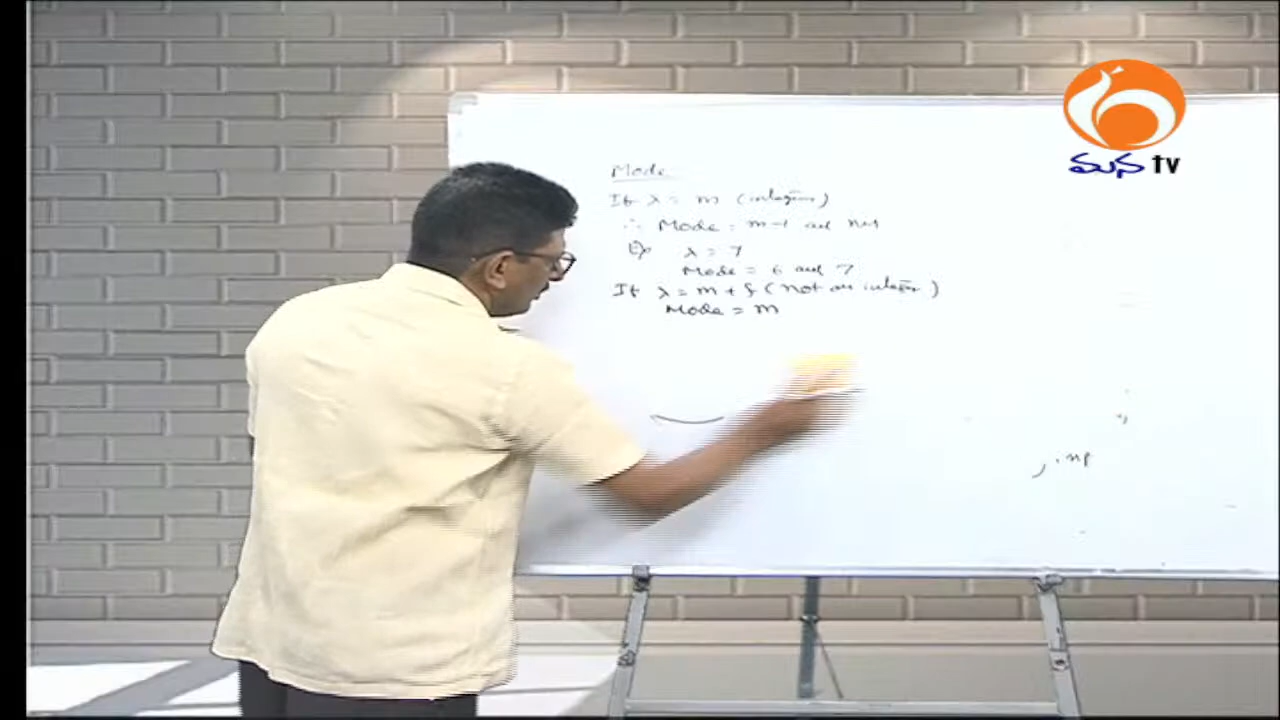 మన tv
Mode
If λ = m (integer)
∴ Mode = m-1 and
Ex λ = 7
Mode = 6 and 7
If λ = m + f (not an integer)
Mode = m
np